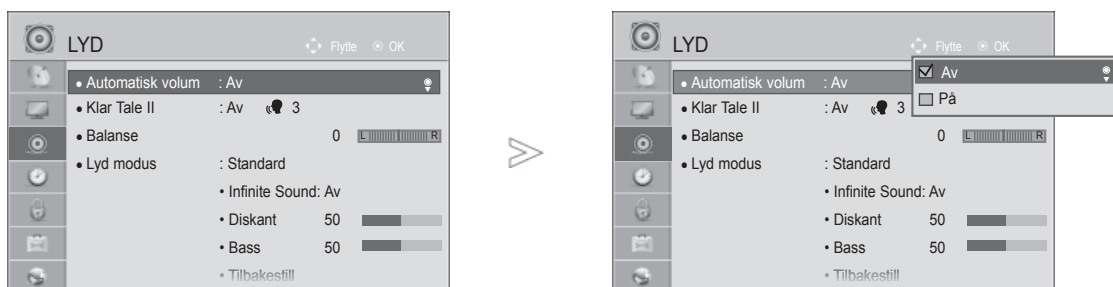 LYD
Flytte OK
• Automatisk volum : Av
• Klar Tale II : Av 3
• Balanse 0 L R
• Lyd modus : Standard
• Infinite Sound: Av
• Diskant 50
• Bass 50
• Tilbakestill
LYD
Flytte OK
• Automatisk volum : Av
• Klar Tale II : Av 3
• Balanse 0 L R
• Lyd modus : Standard
• Infinite Sound: Av
• Diskant 50
• Bass 50
• Tilbakestill
Av
På